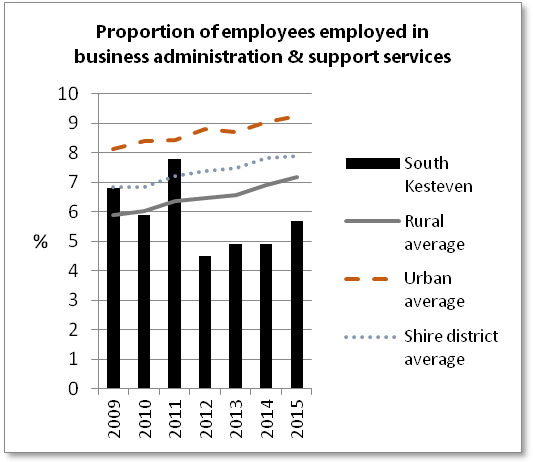 Proportion of employees employed in
business administration & support services
10
9
8
7
6
5
4
3
2
1
0
%
2009
2010
2011
2012
2013
2014
2015
South
Kesteven
Rural
average
Urban
average
Shire district
average